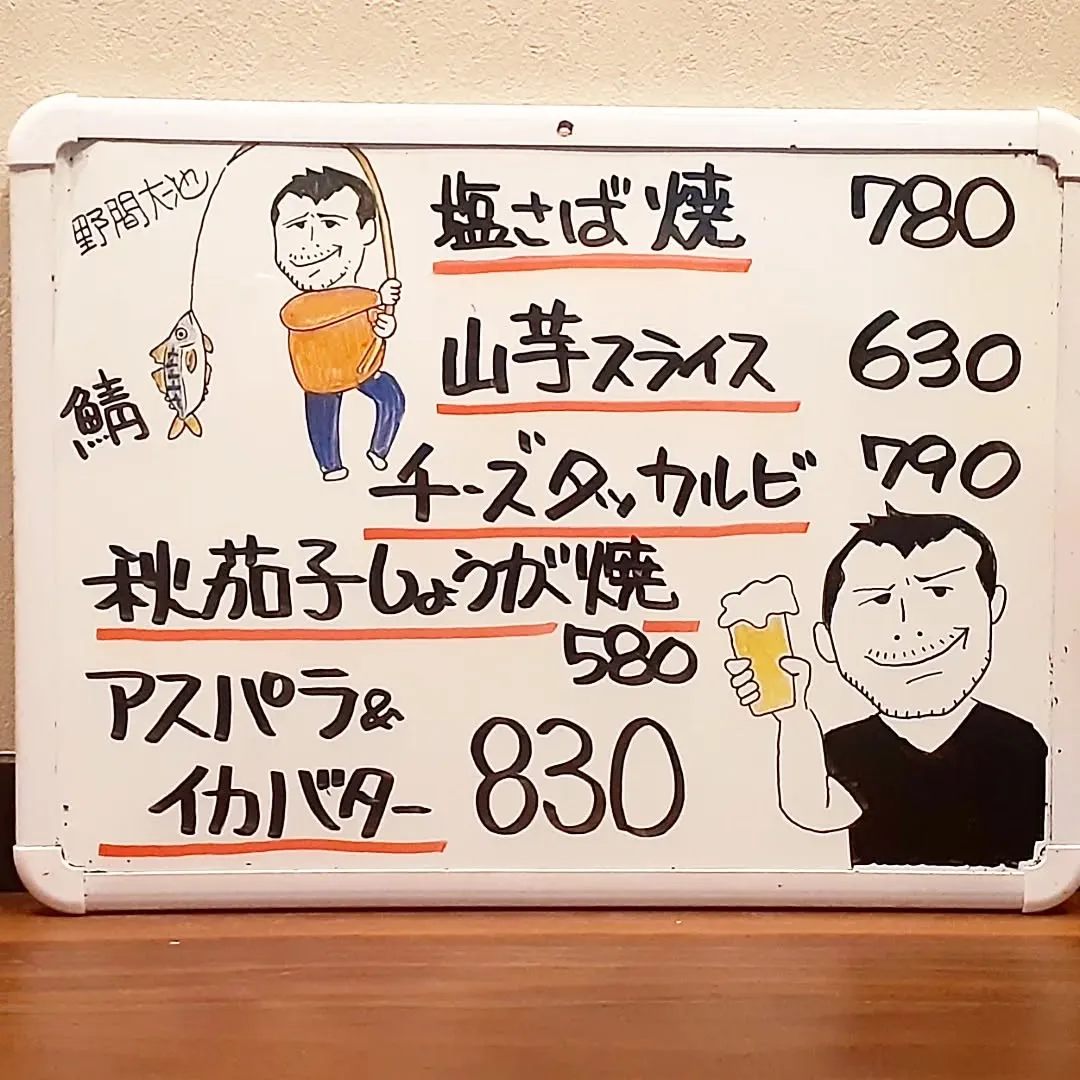 野間大池
鯖
塩さば焼 780
山芋スライス 630
チーズタッカルビ 790
秋茄子しょうが焼
580
アスパラ&
イカバター 830